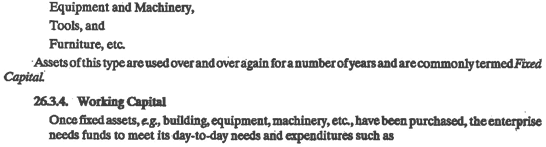 Equipment and Machinery,
Tools, and
Furniture, etc.
Assets of this type are used over and over again for a number of years and are commonly termed Fixed
Capital.
26.3.4. Working Capital
Once fixed assets, e.g., building, equipment, machinery, etc., have been purchased, the enterprise
needs funds to meet its day-to-day needs and expenditures such as